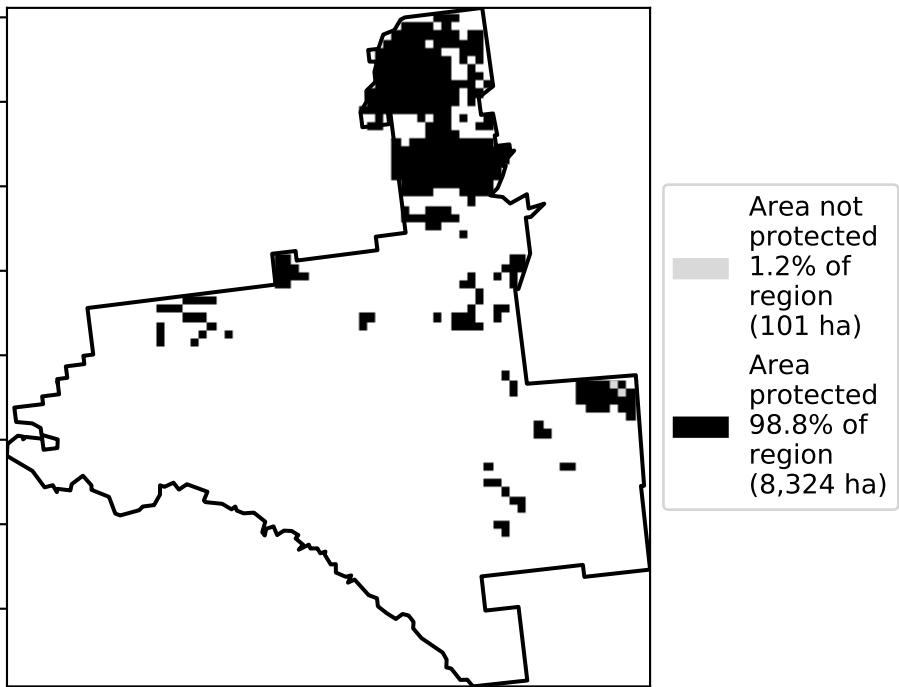 Area not
protected
1.2% of
region
(101 ha)
Area
protected
98.8% of
region
(8,324 ha)